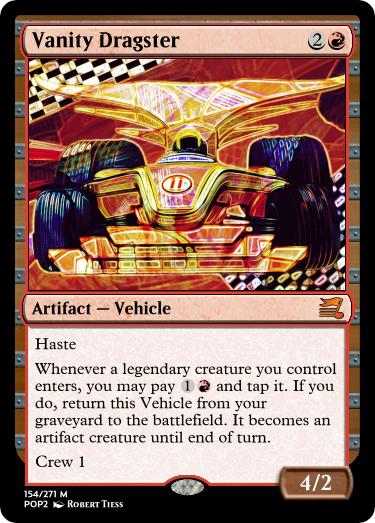 Vanity Dragster 2
11
Artifact — Vehicle
Haste
Whenever a legendary creature you control
enters, you may pay 1 and tap it. If you
do, return this Vehicle from your
graveyard to the battlefield. It becomes an
artifact creature until end of turn.
Crew 1
4/2
154/271 M
POP2 Robert Tiess